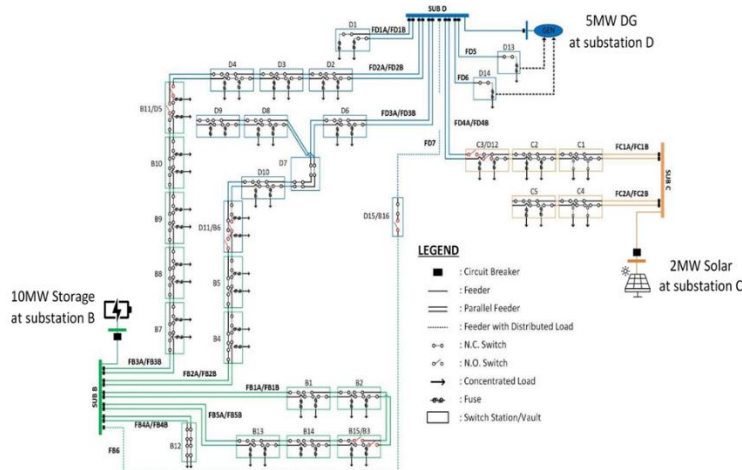 SUB D
5MW DG
at substation D
GEN
D1
FD1A/FD1B
FD5
D13
FD6
D14
D4
D3
D2
FD2A/FD2B
B11/D5
D9
D8
D6
FD3A/FD3B
FD7
FD4A/FD4B
C3/D12
C2
C1
FC1A/FC1B
SUB C
B10
D7
D10
C5
C4
FC2A/FC2B
D11/B6
D15/B16
B9
2MW Solar
at substation C
B8
B5
10MW Storage
at substation B
B7
B4
LEGEND
: Circuit Breaker
: Feeder
: Parallel Feeder
: Feeder with Distributed Load
: N.C. Switch
: N.O. Switch
: Concentrated Load
: Fuse
: Switch Station/Vault
FB3A/FB3B
FB2A/FB2B
SUB B
FB1A/FB1B
B1
B2
FB5A/FB5B
FB4A/FB4B
B12
B13
B14
B15/B3
FB6